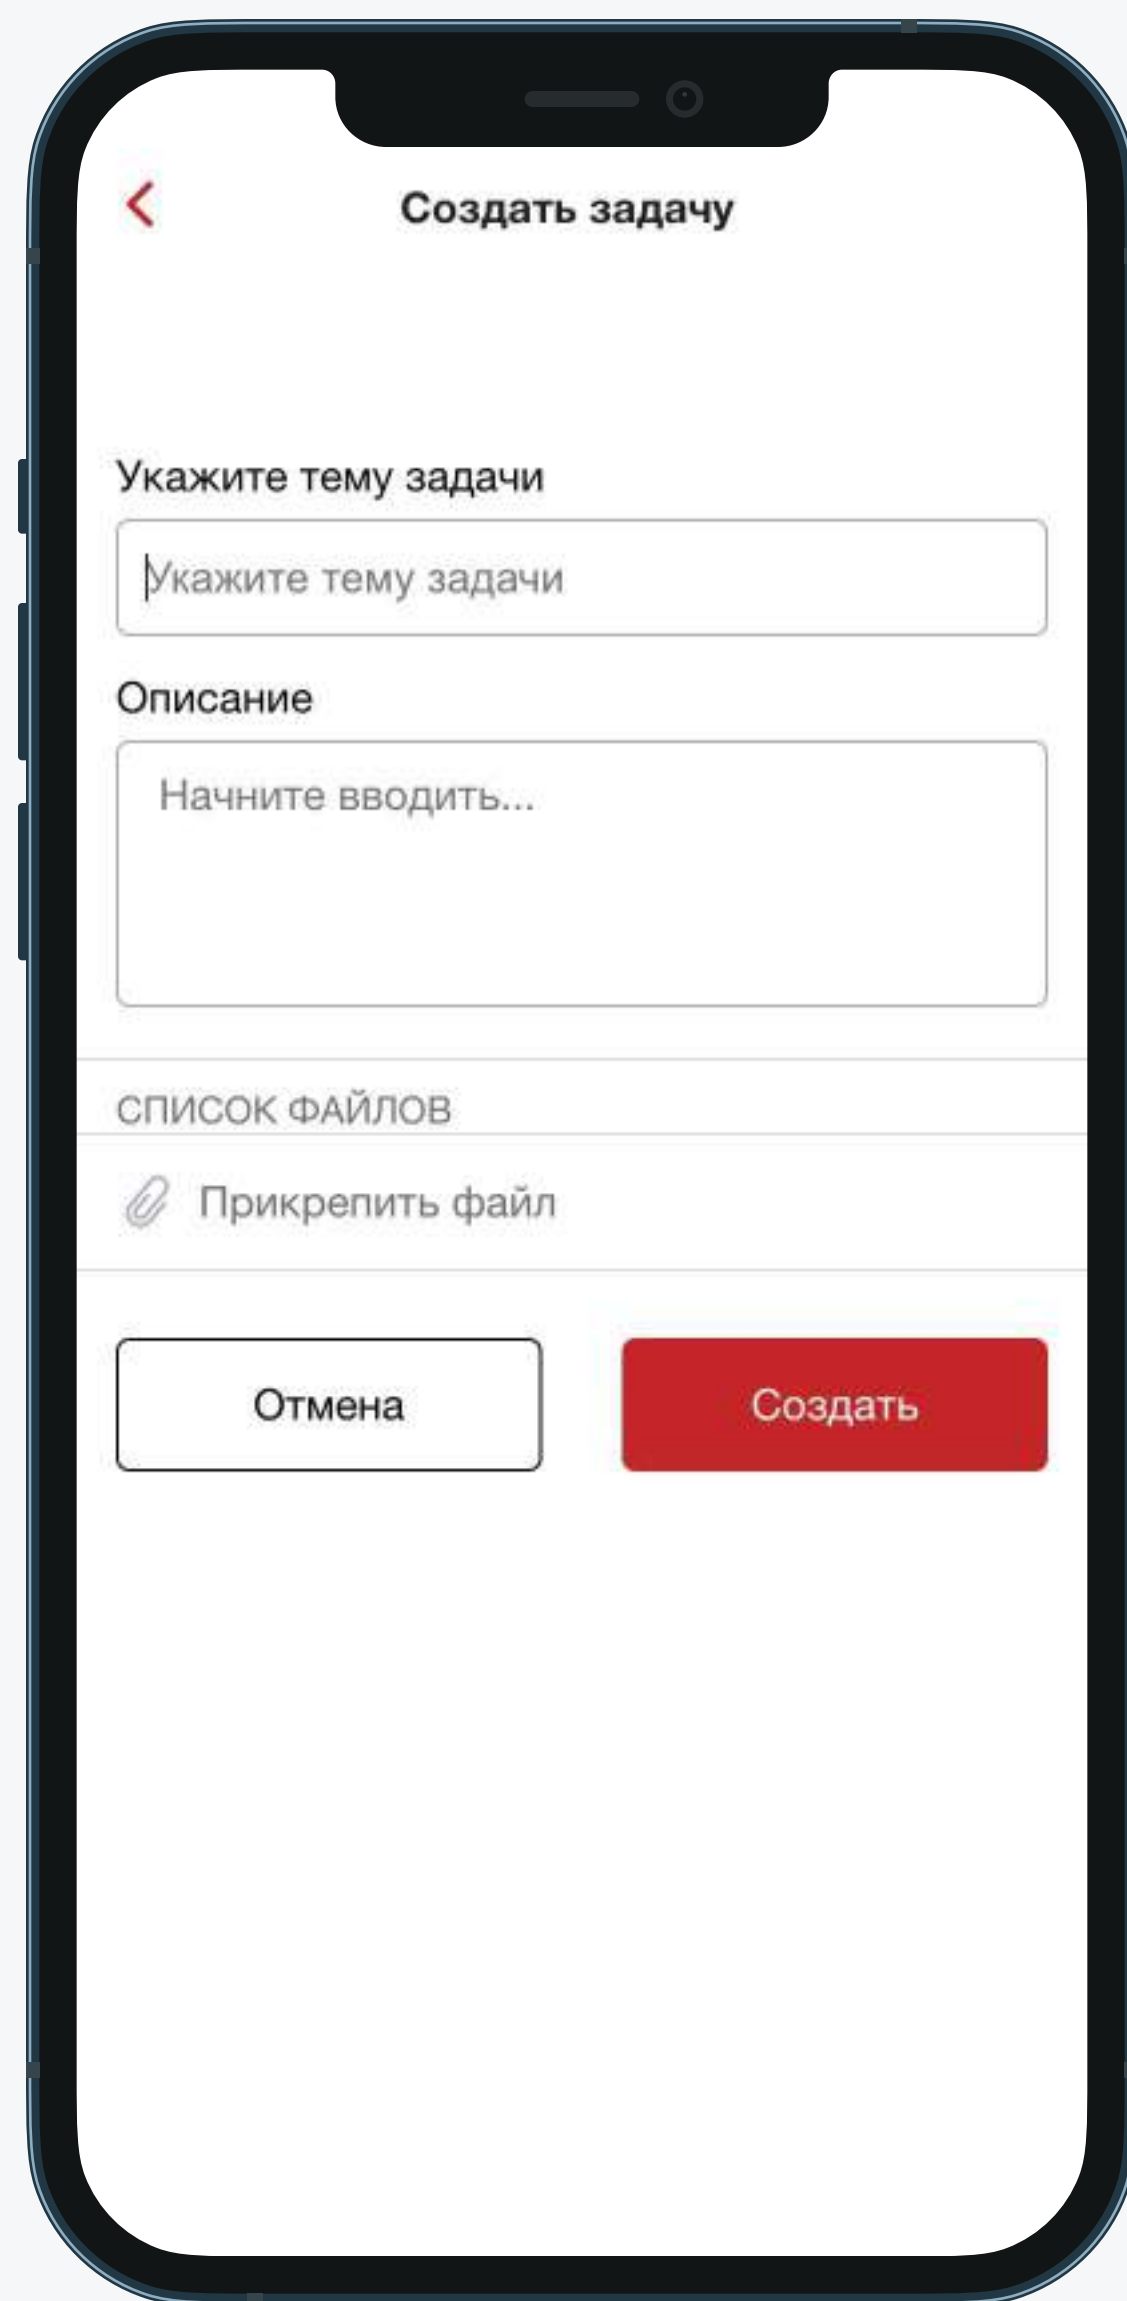 Создать задачу
Укажите тему задачи
Укажите тему задачи
Описание
Начните вводить...
СПИСОК ФАЙЛОВ
Прикрепить файл
Отмена
Создать